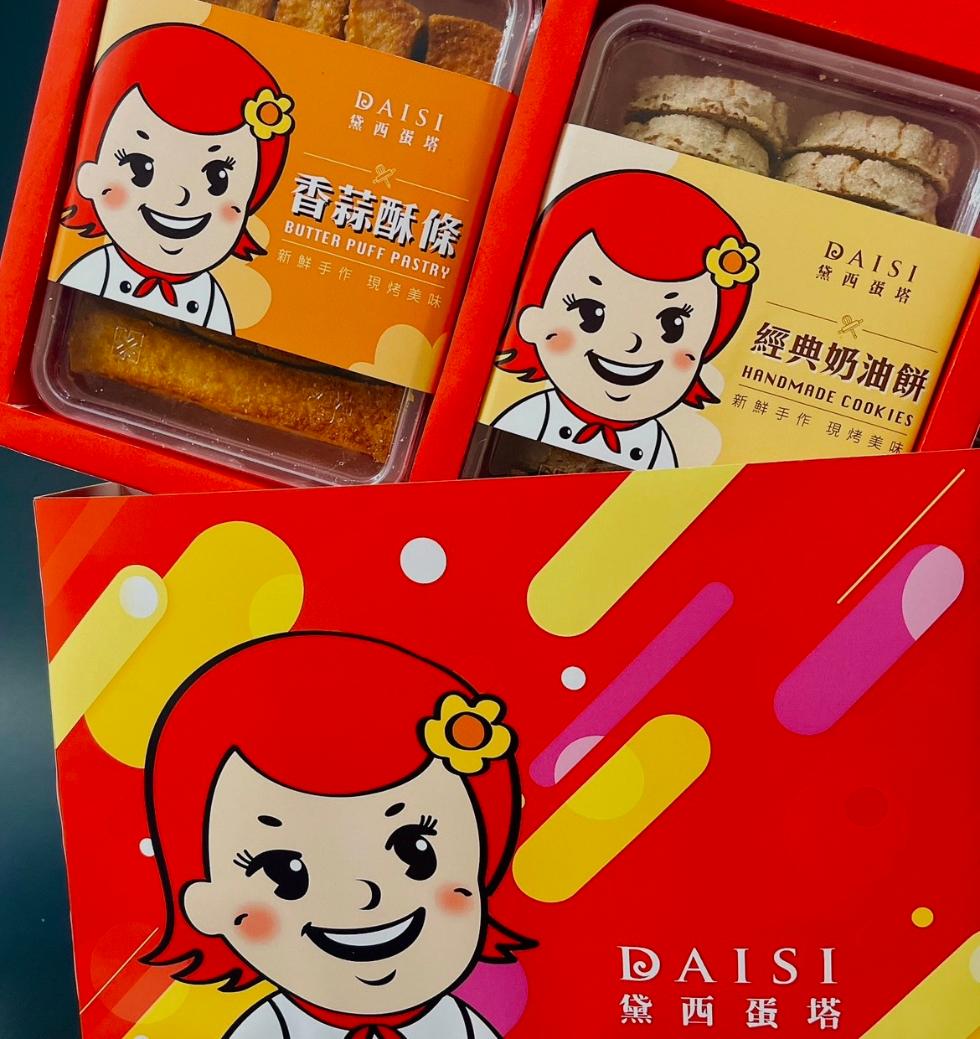 DAISI
黛西蛋塔
香蒜酥條
BUTTER PUFF PASTRY
新鮮手作 現烤美味
DAISI
黛西蛋塔
經典奶油餅
HANDMADE COOKIES
新鮮手作 現烤美味
DAISI
黛西蛋塔